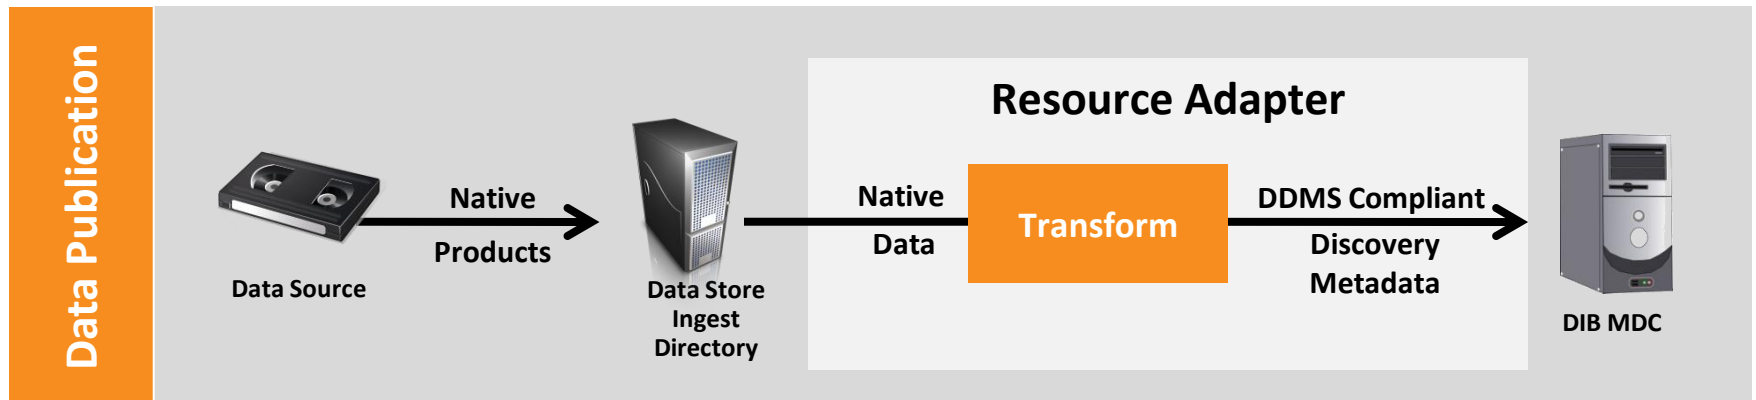 Data Publication
Resource Adapter
Native
Products
Native
Data
Transform
DDMS Compliant
Discovery
Metadata
Data Source
Data Store
Ingest
Directory
DIB MDC